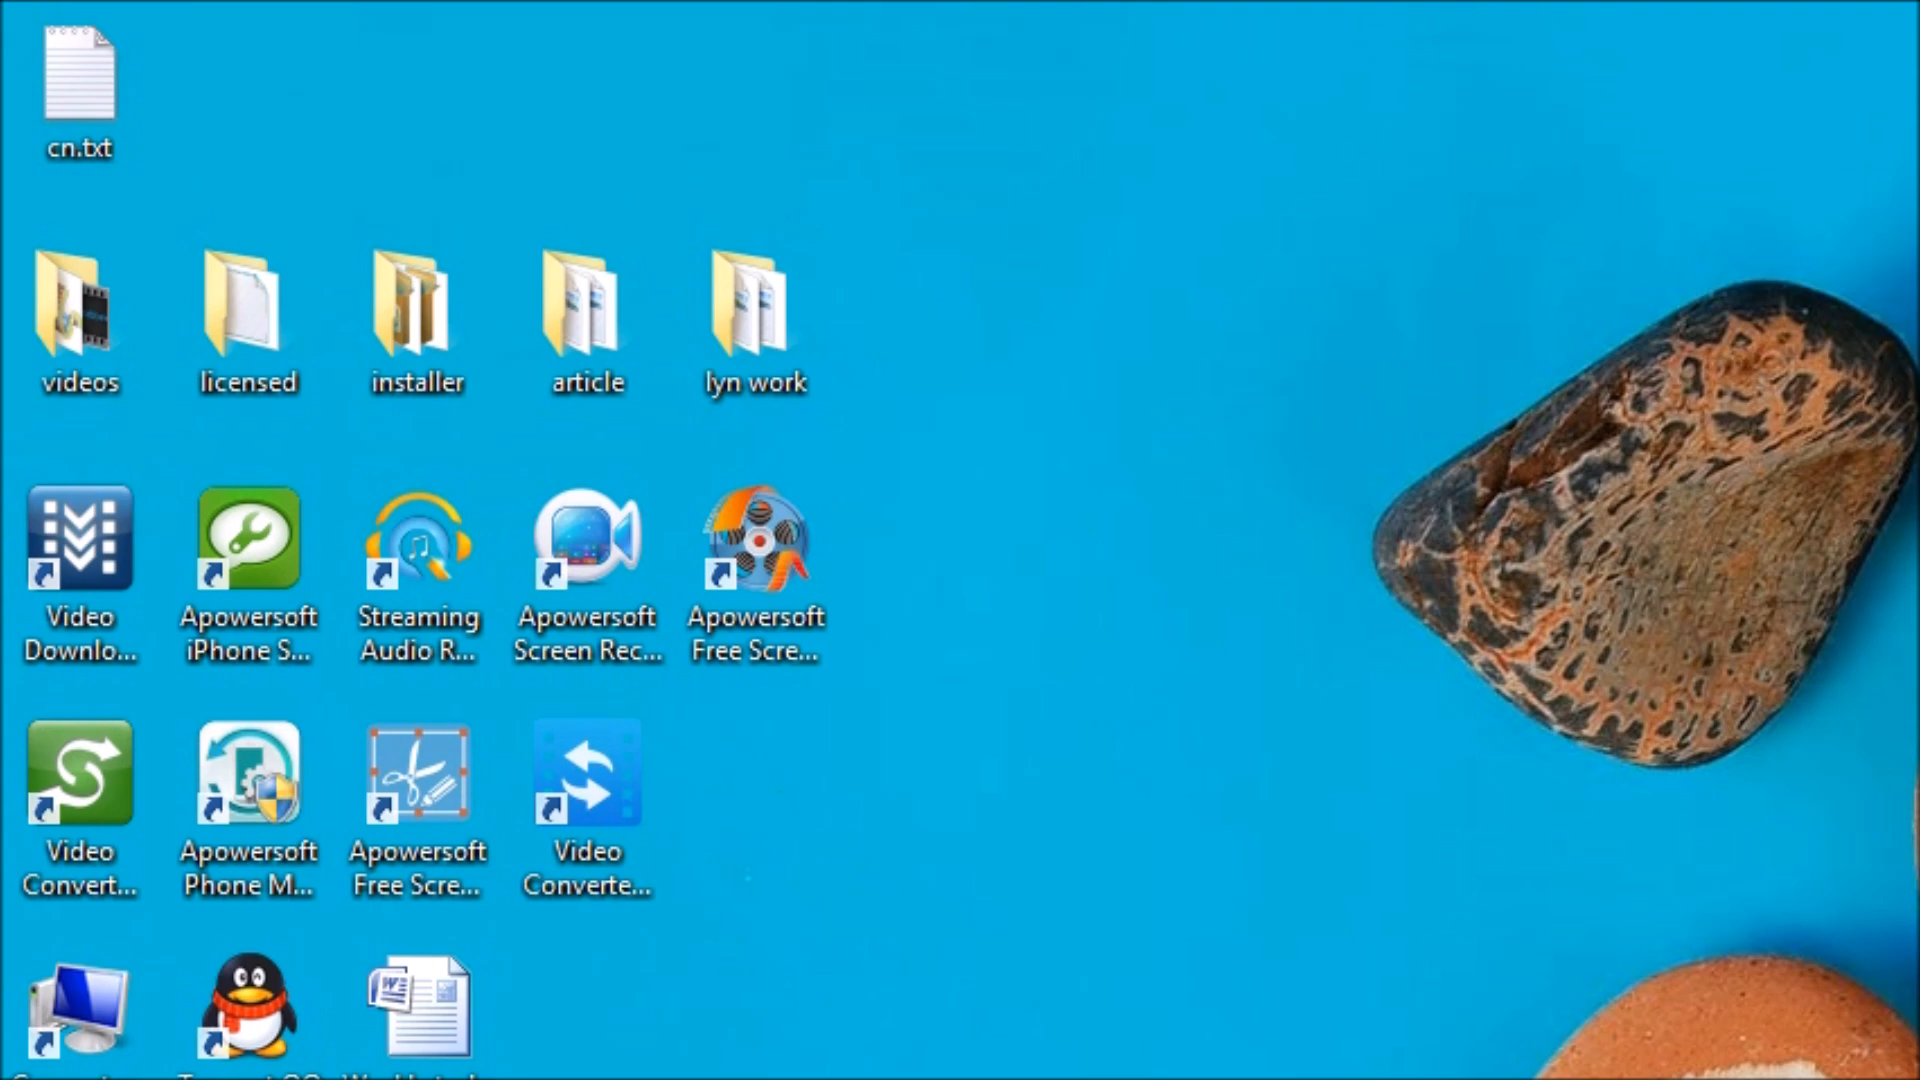 cn.txt
videos
licensed
installer
article
lyn work
Video
Downlo...
Apowersoft
iPhone S...
Streaming
Audio R...
Apowersoft
Screen Rec...
Apowersoft
Free Scre...
Video
Convert...
Apowersoft
Phone M...
Apowersoft
Free Scre...
Video
Converte...